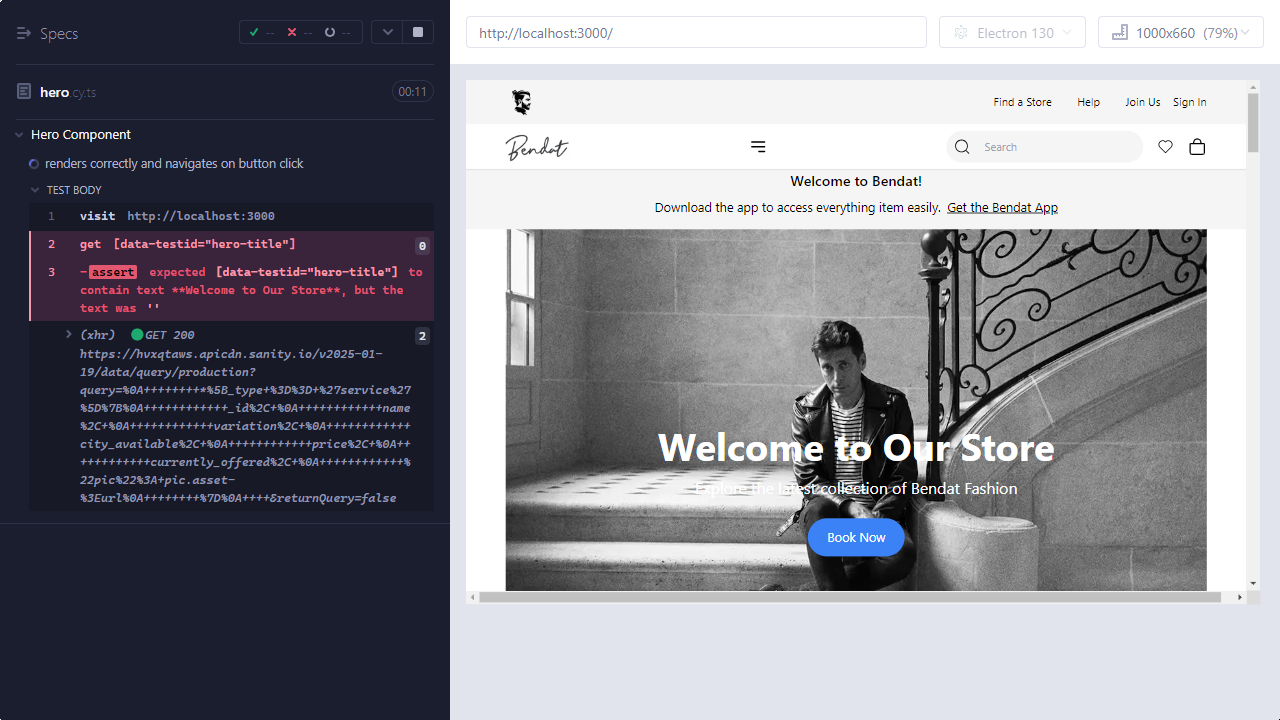 Specs
-- -- --
hero.cy.ts
00:11
Hero Component
renders correctly and navigates on button click
TEST BODY
1 visit http://localhost:3000
2 get [data-testid="hero-title"] 0
3 -assert expected [data-testid="hero-title"] to
contain text **Welcome to Our Store**, but the
text was ''
(xhr) GET 200 2
https://hvxqtaws.apicdn.sanity.io/v2025-01-
19/data/query/production?
query=%0A++++++++*%5B_type+%3D%3D+%27service%27
%5D%7B%0A++++++++++++_id%2C+%0A++++++++++++name
%2C+%0A++++++++++++variation%2C+%0A++++++++++++
city_available%2C+%0A++++++++++++price%2C+%0A++
++++++++++currently_offered%2C+%0A++++++++++++%
22pic%22%3A+pic.asset-
%3Eurl%0A++++++++%7D%0A++++&returnQuery=false
http://localhost:3000/
Electron 130
1000x660 (79%)
Find a Store Help Join Us Sign In
Bendat
Search
Welcome to Bendat!
Download the app to access everything item easily. Get the Bendat App
Welcome to Our Store
Explore the latest collection of Bendat Fashion
Book Now